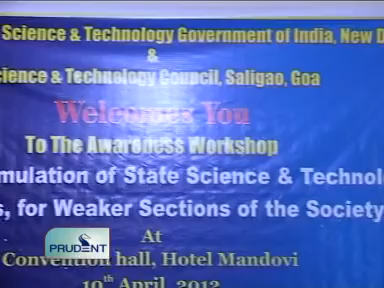 Science & Technology Government of India, New D
&
cience & Technology Council, Saligao, Goa
Welcomes You
To The Awareness Workshop
mulation of State Science & Technolo
s, for Weaker Sections of the Society
At
Convention hall, Hotel Mandovi
10th April, 2012
PRUDENT